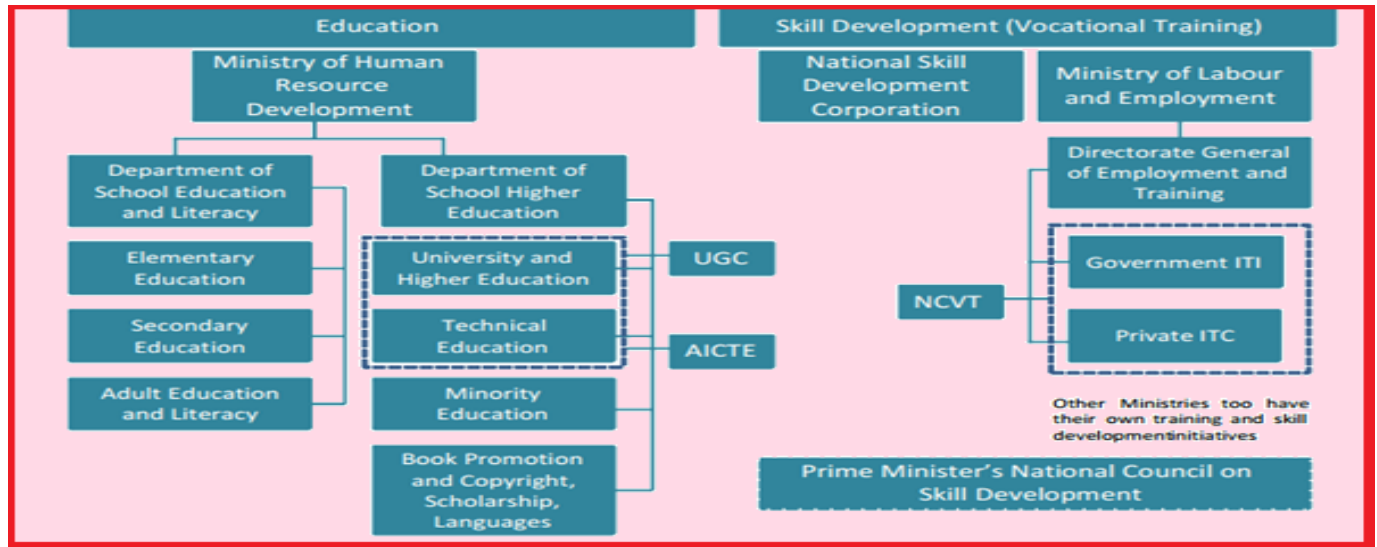 Education
Skill Development (Vocational Training)
Ministry of Human
Resource
Development
National Skill
Development
Corporation
Ministry of Labour
and Employment
Department of
School Education
and Literacy
Department of
School Higher
Education
Directorate General
of Employment and
Training
Elementary
Education
University and
Higher Education
UGC
Government ITI
NCVT
Secondary
Education
Technical
Education
AICTE
Private ITC
Adult Education
and Literacy
Minority
Education
Other Ministries too have
their own training and skill
developmentinitiatives
Book Promotion
and Copyright,
Scholarship,
Languages
Prime Minister’s National Council on
Skill Development